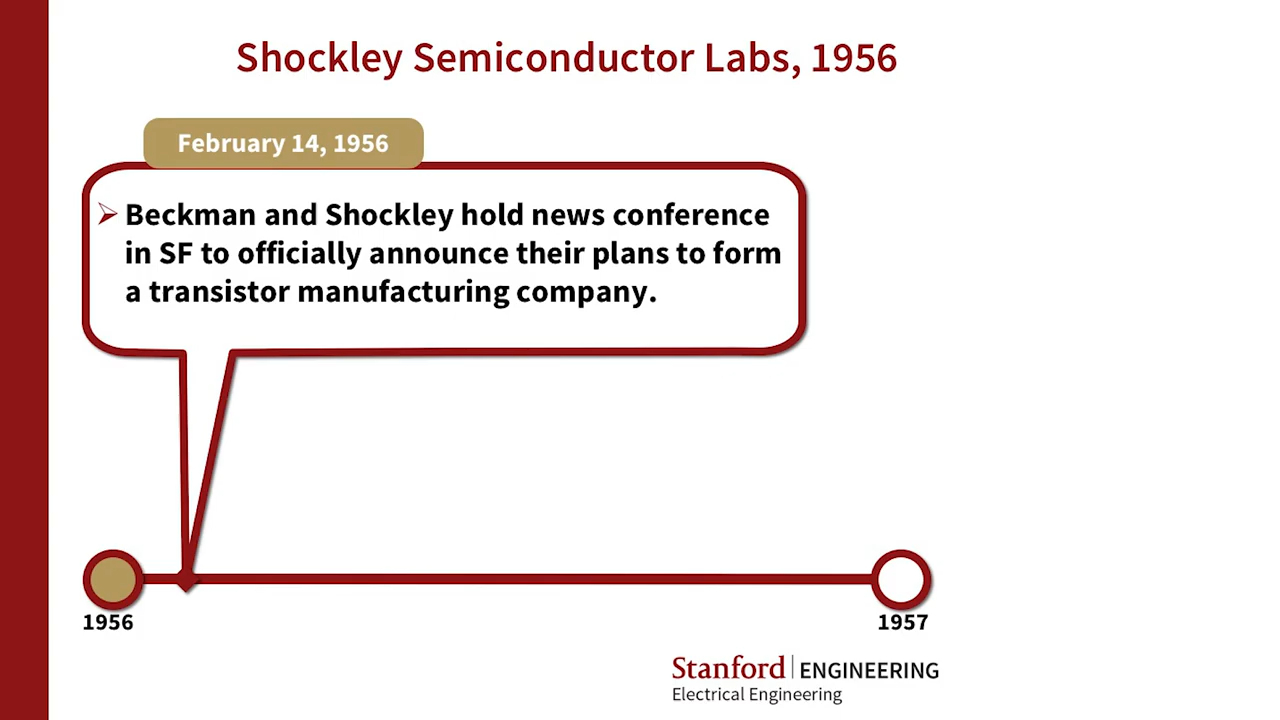 Shockley Semiconductor Labs, 1956
February 14, 1956
Beckman and Shockley hold news conference
in SF to officially announce their plans to form
a transistor manufacturing company.
1956
1957
Stanford ENGINEERING
Electrical Engineering